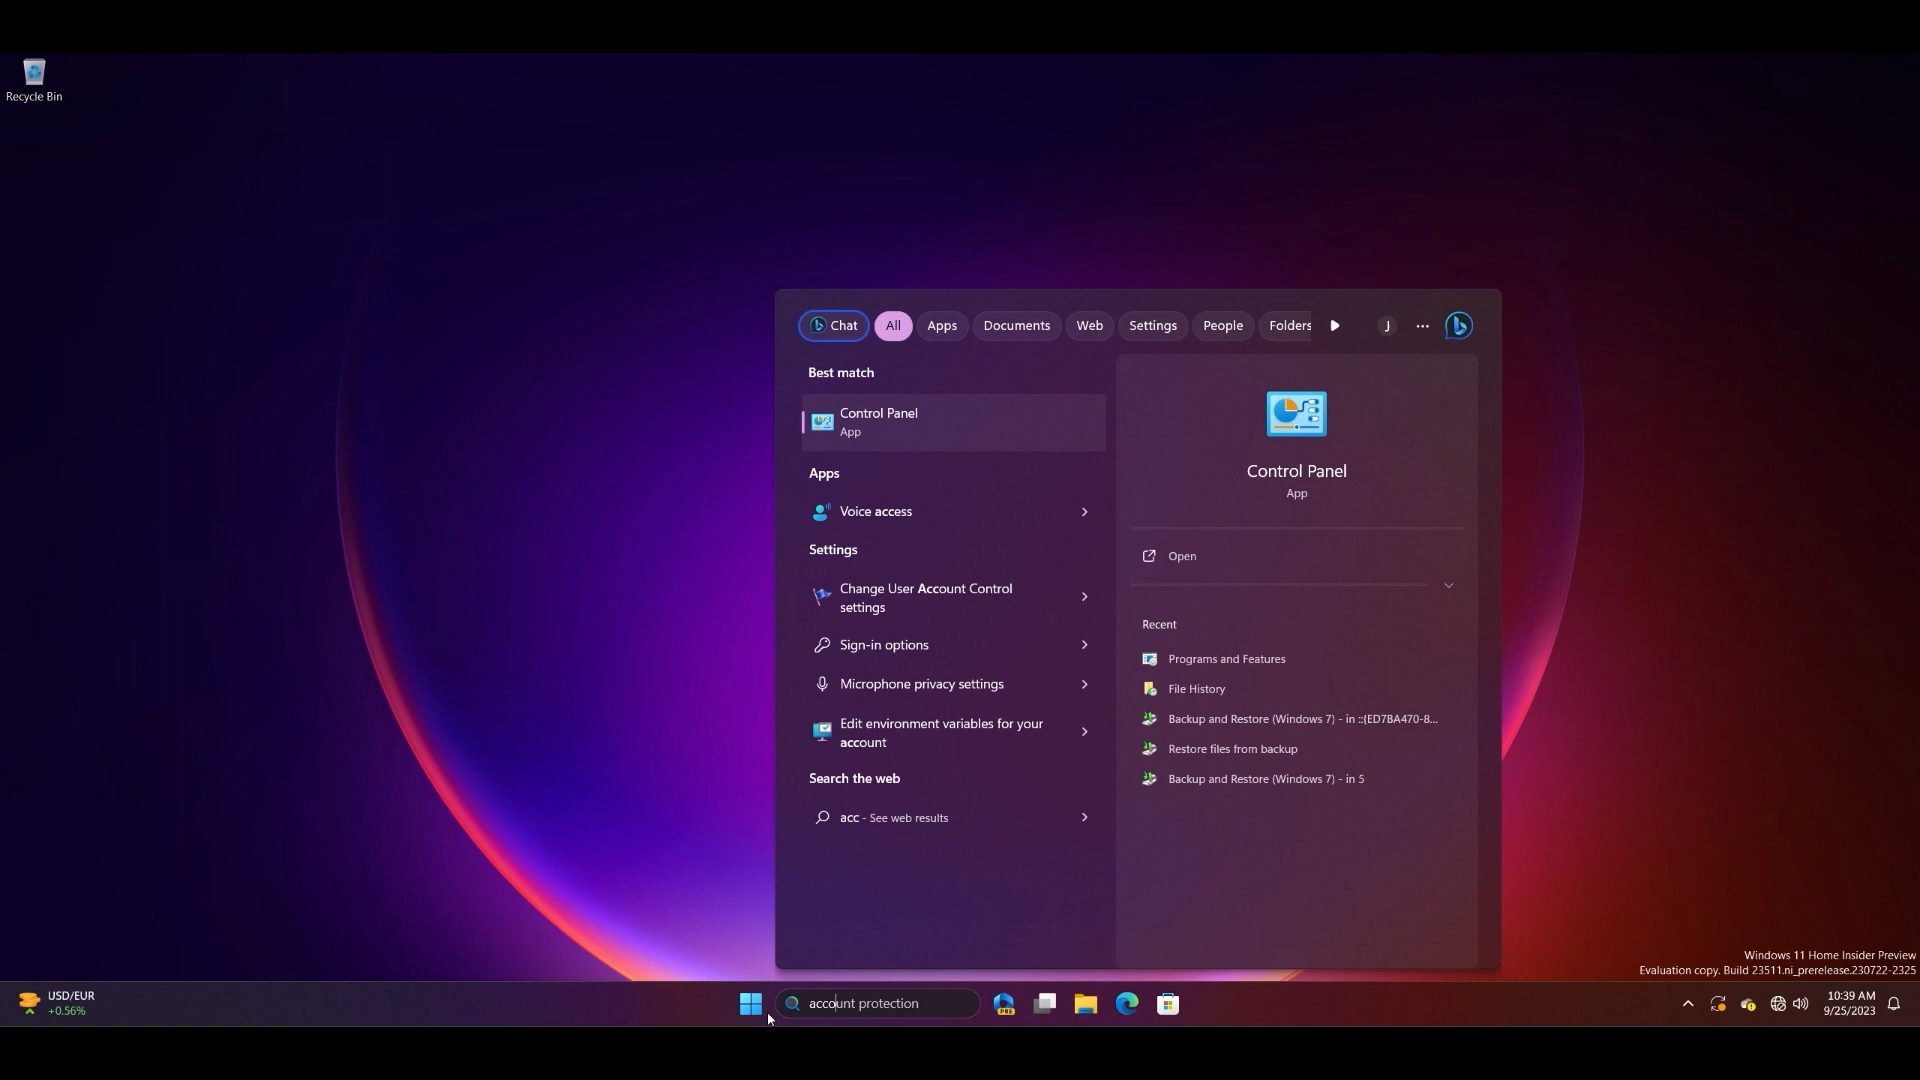 Recycle Bin
Chat
All
Apps
Documents
Web
Settings
People
Folders
J
Best match
Control Panel
App
Apps
Voice access
Settings
Change User Account Control
settings
Sign-in options
Microphone privacy settings
Edit environment variables for your
account
Search the web
acc - See web results
Control Panel
App
Open
Recent
Programs and Features
File History
Backup and Restore (Windows 7) - in ::{ED7BA470-8...
Restore files from backup
Backup and Restore (Windows 7) - in 5
Windows 11 Home Insider Preview
Evaluation copy. Build 23511.ni_prerelease.230722-2325
USD/EUR
+0.56%
account protection
PRE
10:39 AM
9/25/2023